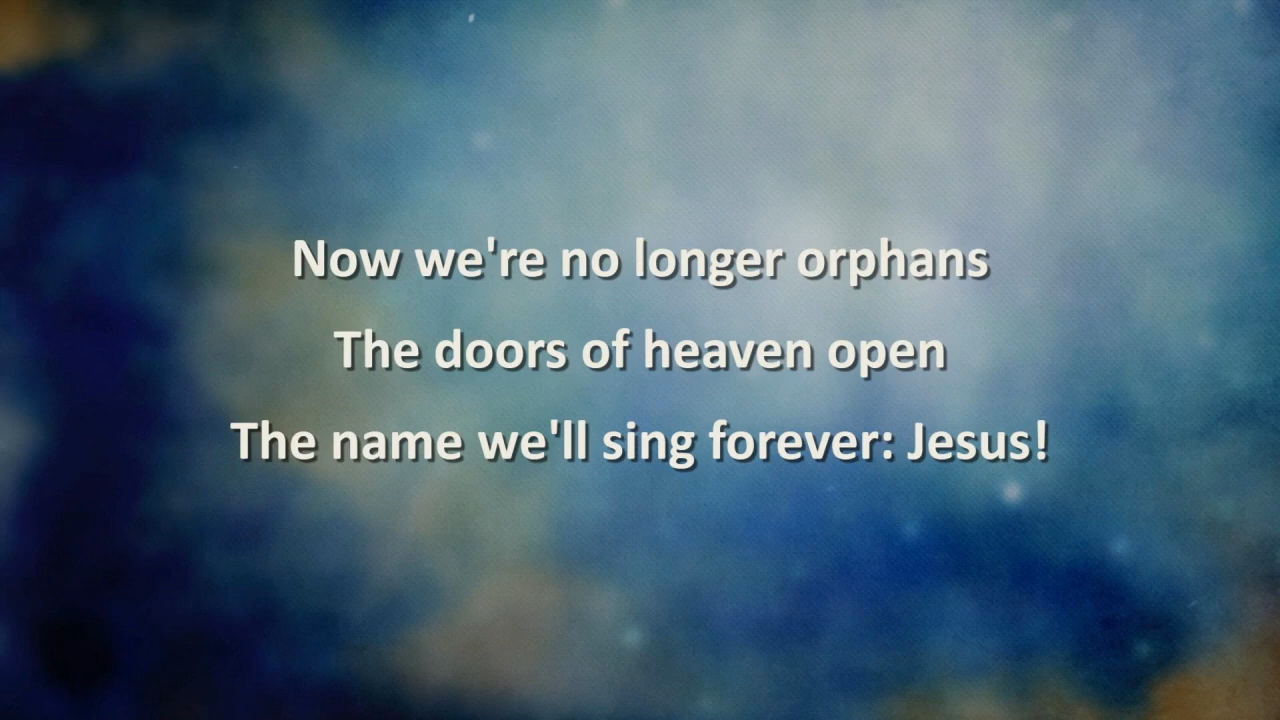 Now we're no longer orphans
The doors of heaven open
The name we'll sing forever: Jesus!